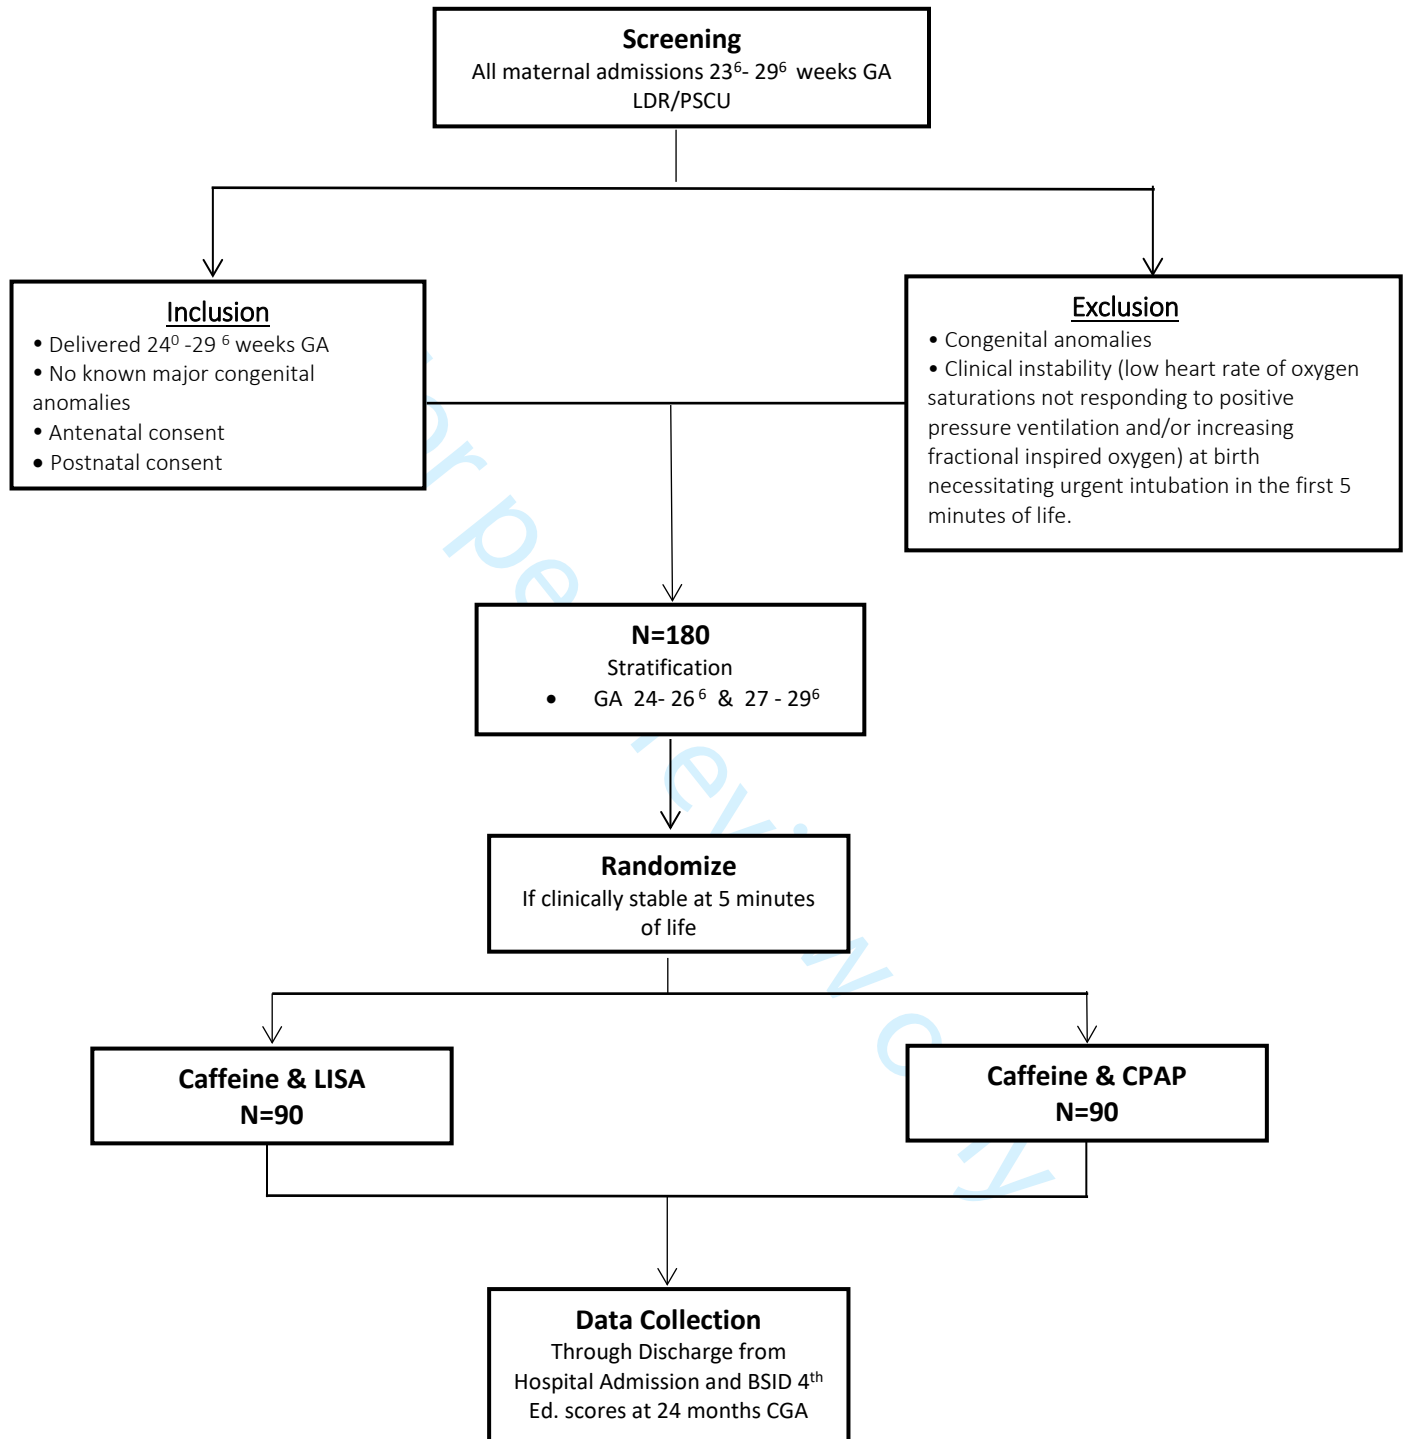 Screening
All maternal admissions 23⁶- 29⁶ weeks GA
LDR/PSCU
Inclusion
• Delivered 24⁰ -29 ⁶ weeks GA
• No known major congenital
anomalies
• Antenatal consent
• Postnatal consent
Exclusion
• Congenital anomalies
• Clinical instability (low heart rate of oxygen
saturations not responding to positive
pressure ventilation and/or increasing
fractional inspired oxygen) at birth
necessitating urgent intubation in the first 5
minutes of life.
N=180
Stratification
• GA 24- 26⁶ & 27 - 29⁶
Randomize
If clinically stable at 5 minutes
of life
Caffeine & LISA
N=90
Caffeine & CPAP
N=90
Data Collection
Through Discharge from
Hospital Admission and BSID 4ᵗʰ
Ed. scores at 24 months CGA